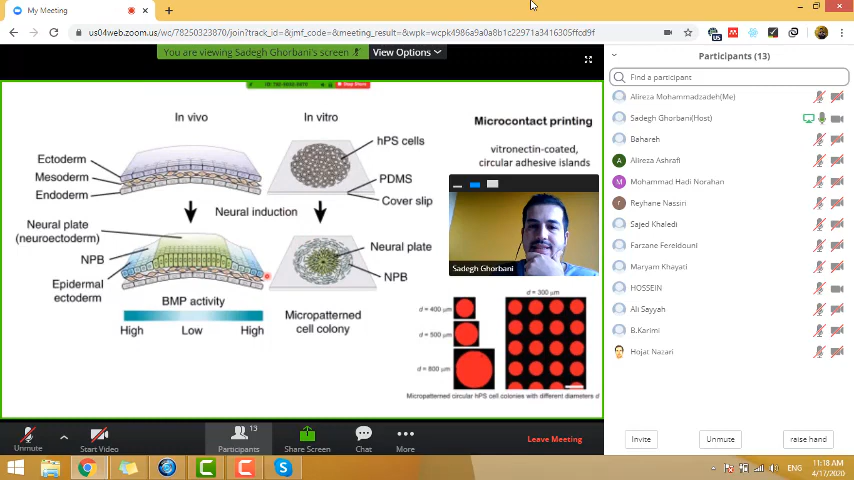 My Meeting
us04web.zoom.us/wc/78250323870/join?track_id=&jmf_code=&meeting_result=&wpk=wcpk4986a9a0a8b1c22971a3416305ffcd9f
You are viewing Sadegh Ghorbani's screen
View Options
Stop Share
In vivo
In vitro
Ectoderm
Mesoderm
Endoderm
hPS cells
PDMS
Cover slip
Neural induction
Neural plate
(neuroectoderm)
NPB
Epidermal
ectoderm
Neural plate
NPB
BMP activity
High
Low
High
Micropatterned
cell colony
Microcontact printing
vitronectin-coated,
circular adhesive islands
Sadegh Ghorbani
d = 300 µm
d = 400 µm
d = 500 µm
d = 800 µm
Micropatterned circular hPS cell colonies with different diameters d
Participants (13)
Find a participant
Alireza Mohammadzadeh(Me)
Sadegh Ghorbani(Host)
Bahareh
A
Alireza Ashrafi
M
Mohammad Hadi Norahan
r
Reyhane Nassiri
Sajed Khaledi
Farzane Fereidouni
Maryam Khayati
HOSSEIN
Ali Sayyah
B.Karimi
Hojat Nazari
Invite
Unmute
raise hand
Unmute
Start Video
13
Participants
Share Screen
Chat
More
Leave Meeting
ENG
11:18 AM
4/17/2020